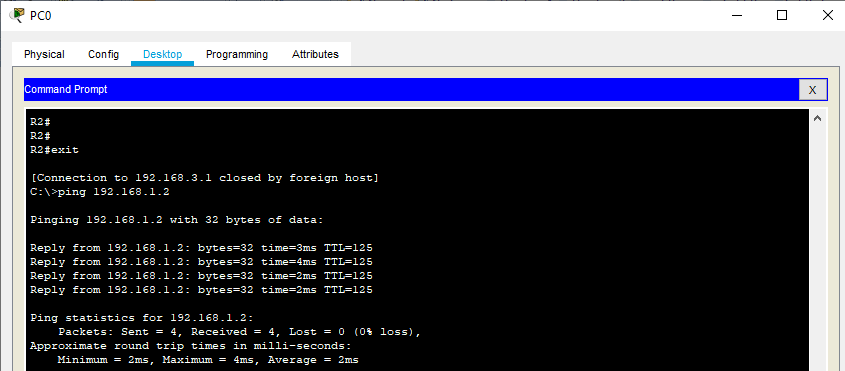 PC0
Physical Config Desktop Programming Attributes
Command Prompt X
R2#
R2#
R2#exit
[Connection to 192.168.3.1 closed by foreign host]
C:\>ping 192.168.1.2
Pinging 192.168.1.2 with 32 bytes of data:
Reply from 192.168.1.2: bytes=32 time=3ms TTL=125
Reply from 192.168.1.2: bytes=32 time=4ms TTL=125
Reply from 192.168.1.2: bytes=32 time=2ms TTL=125
Reply from 192.168.1.2: bytes=32 time=2ms TTL=125
Ping statistics for 192.168.1.2:
Packets: Sent = 4, Received = 4, Lost = 0 (0% loss),
Approximate round trip times in milli-seconds:
Minimum = 2ms, Maximum = 4ms, Average = 2ms